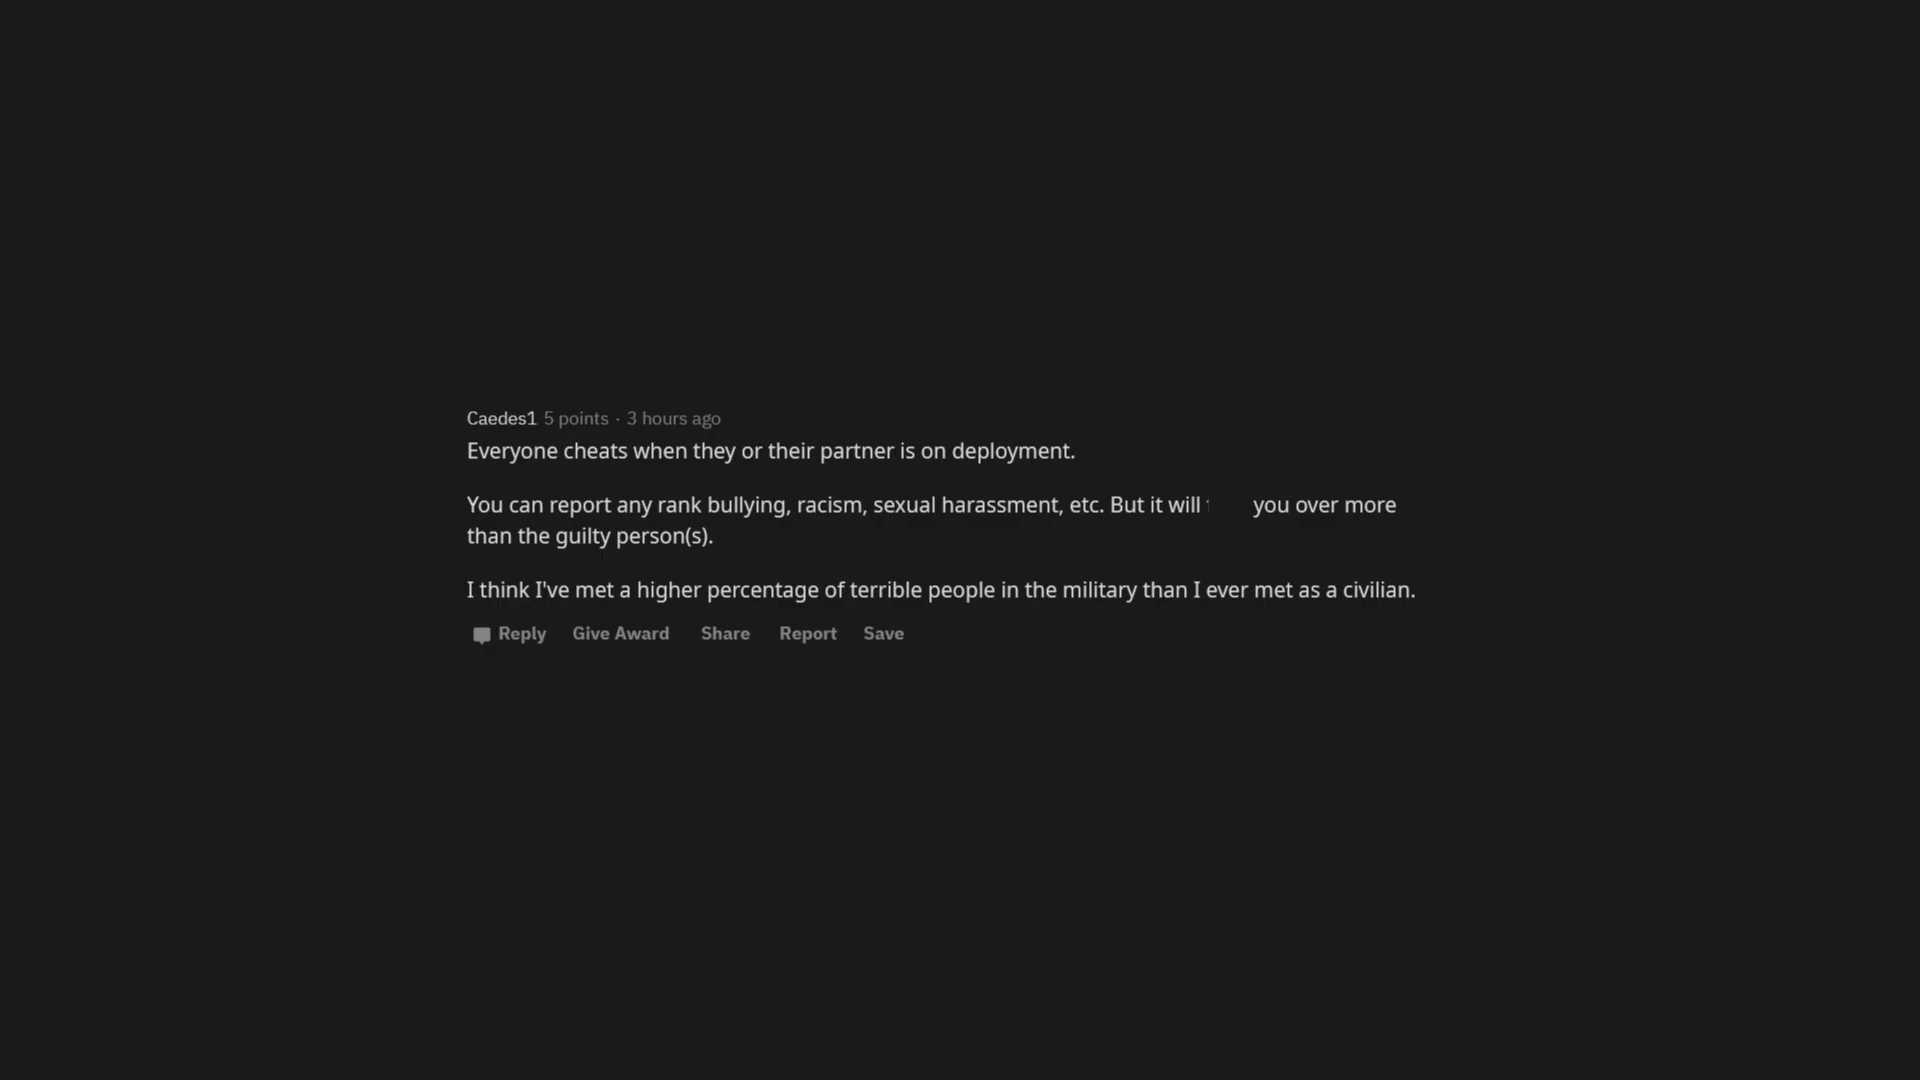 Caedes1 5 points · 3 hours ago
Everyone cheats when they or their partner is on deployment.
You can report any rank bullying, racism, sexual harassment, etc. But it will you over more
than the guilty person(s).
I think I've met a higher percentage of terrible people in the military than I ever met as a civilian.
Reply Give Award Share Report Save